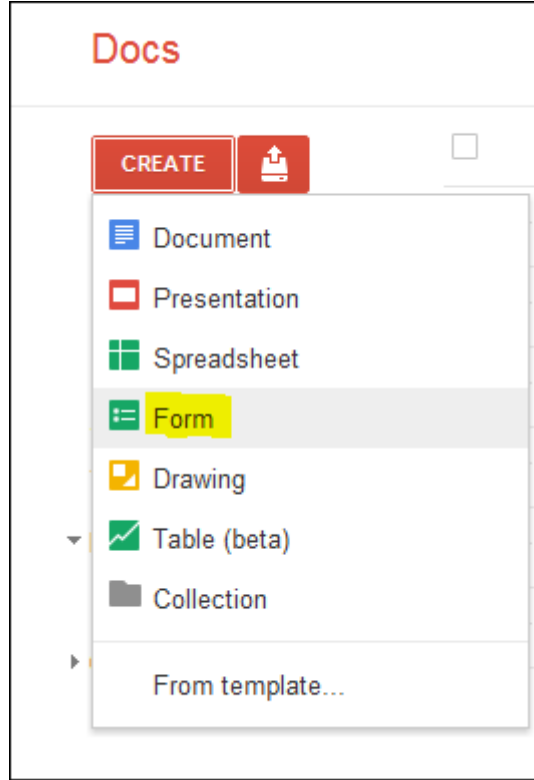 Docs
CREATE
Document
Presentation
Spreadsheet
Form
Drawing
Table (beta)
Collection
From template...